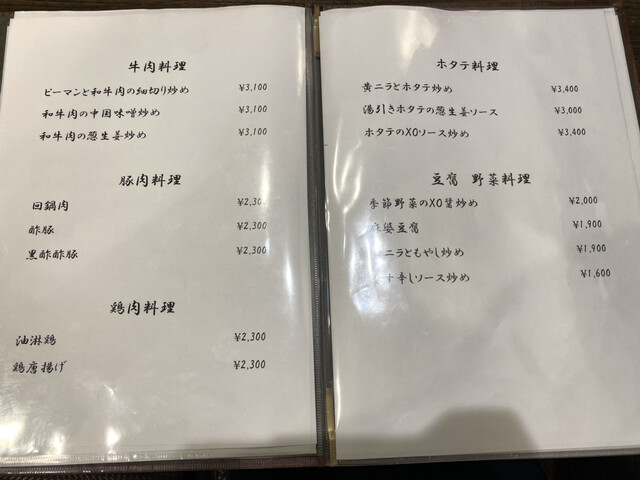 牛肉料理
ピーマンと和牛肉の細切り炒め ¥3,100
和牛肉の中国味噌炒め ¥3,100
和牛肉の葱生姜炒め ¥3,100
豚肉料理
回鍋肉 ¥2,300
酢豚 ¥2,300
黒酢酢豚 ¥2,300
鶏肉料理
油淋鶏 ¥2,300
鶏唐揚げ ¥2,300
ホタテ料理
黄ニラとホタテ炒め ¥3,400
湯引きホタテの葱生姜ソース ¥3,000
ホタテのXOソース炒め ¥3,400
豆腐 野菜料理
季節野菜のXO醤炒め ¥2,000
麻婆豆腐 ¥1,900
ニラともやし炒め ¥1,900
辛しソース炒め ¥1,600